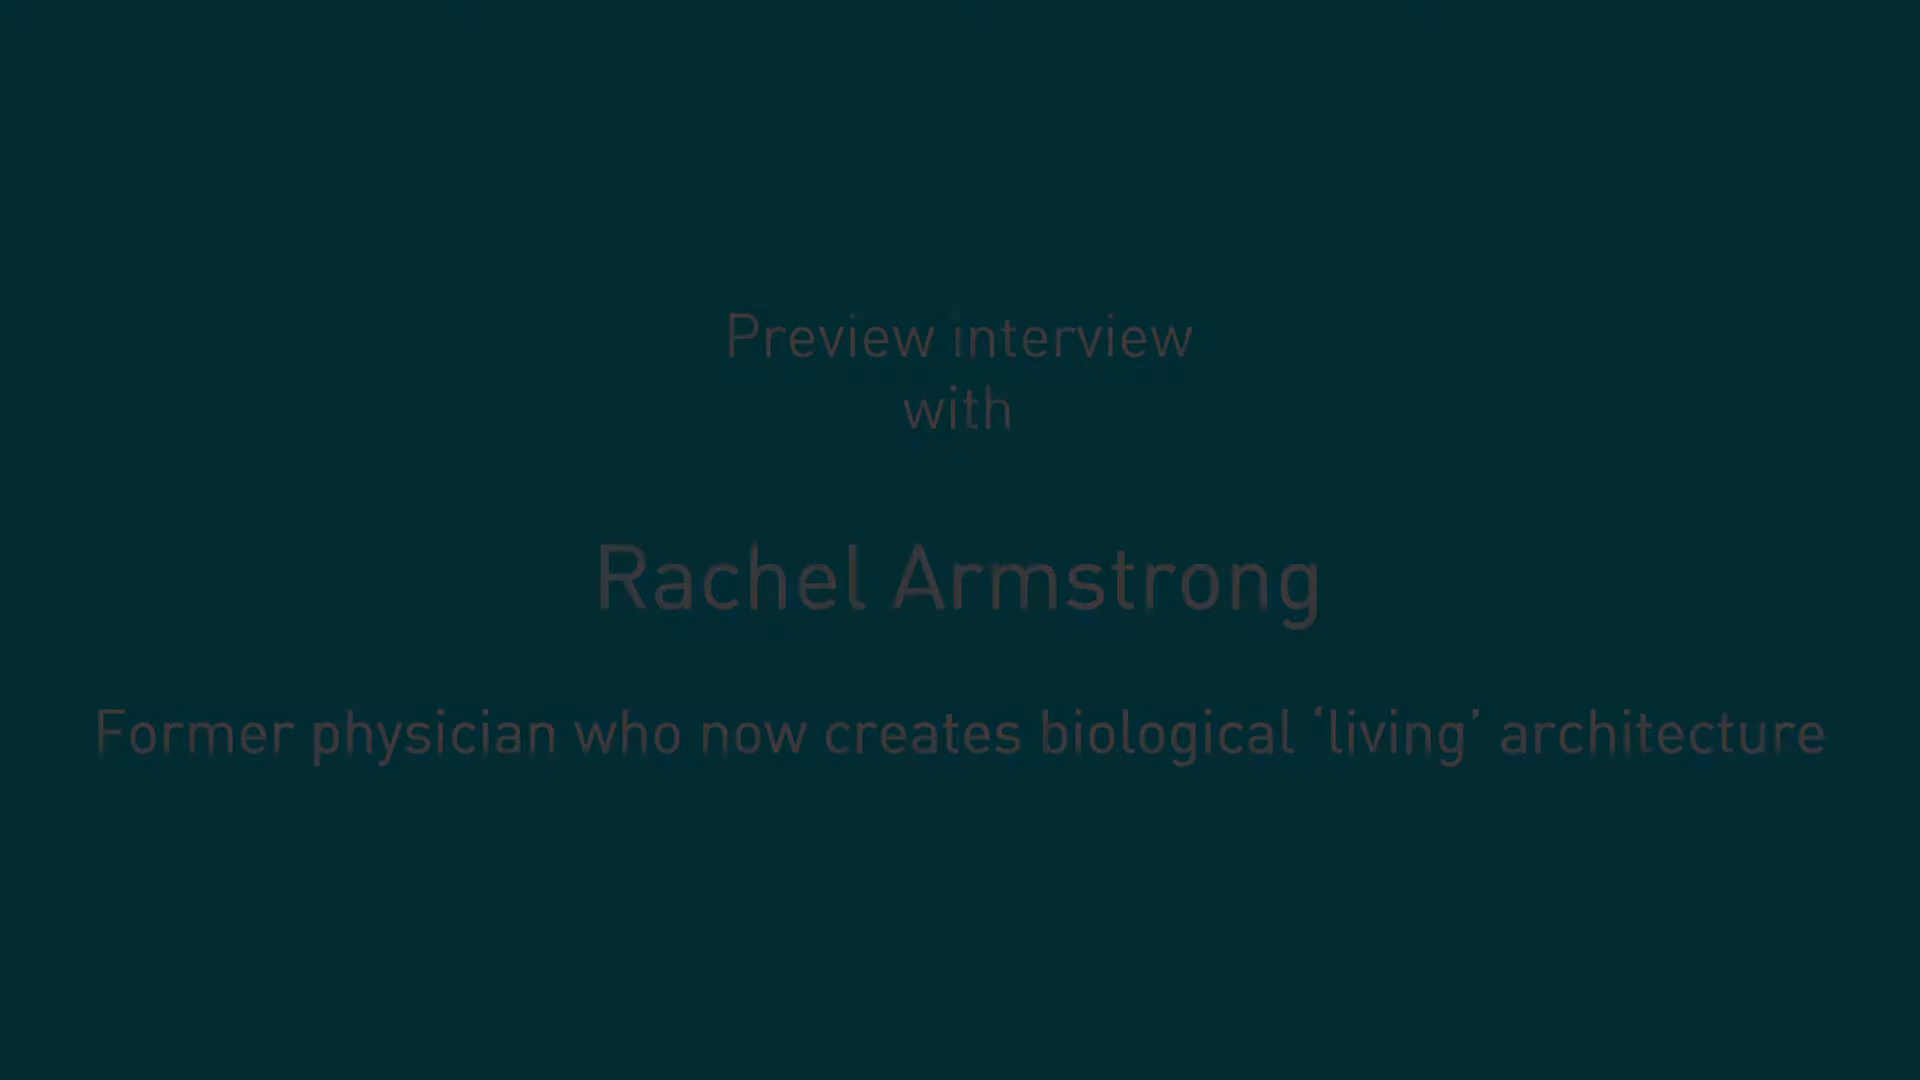 Preview interview
with
Rachel Armstrong
Former physician who now creates biological ‘living’ architecture